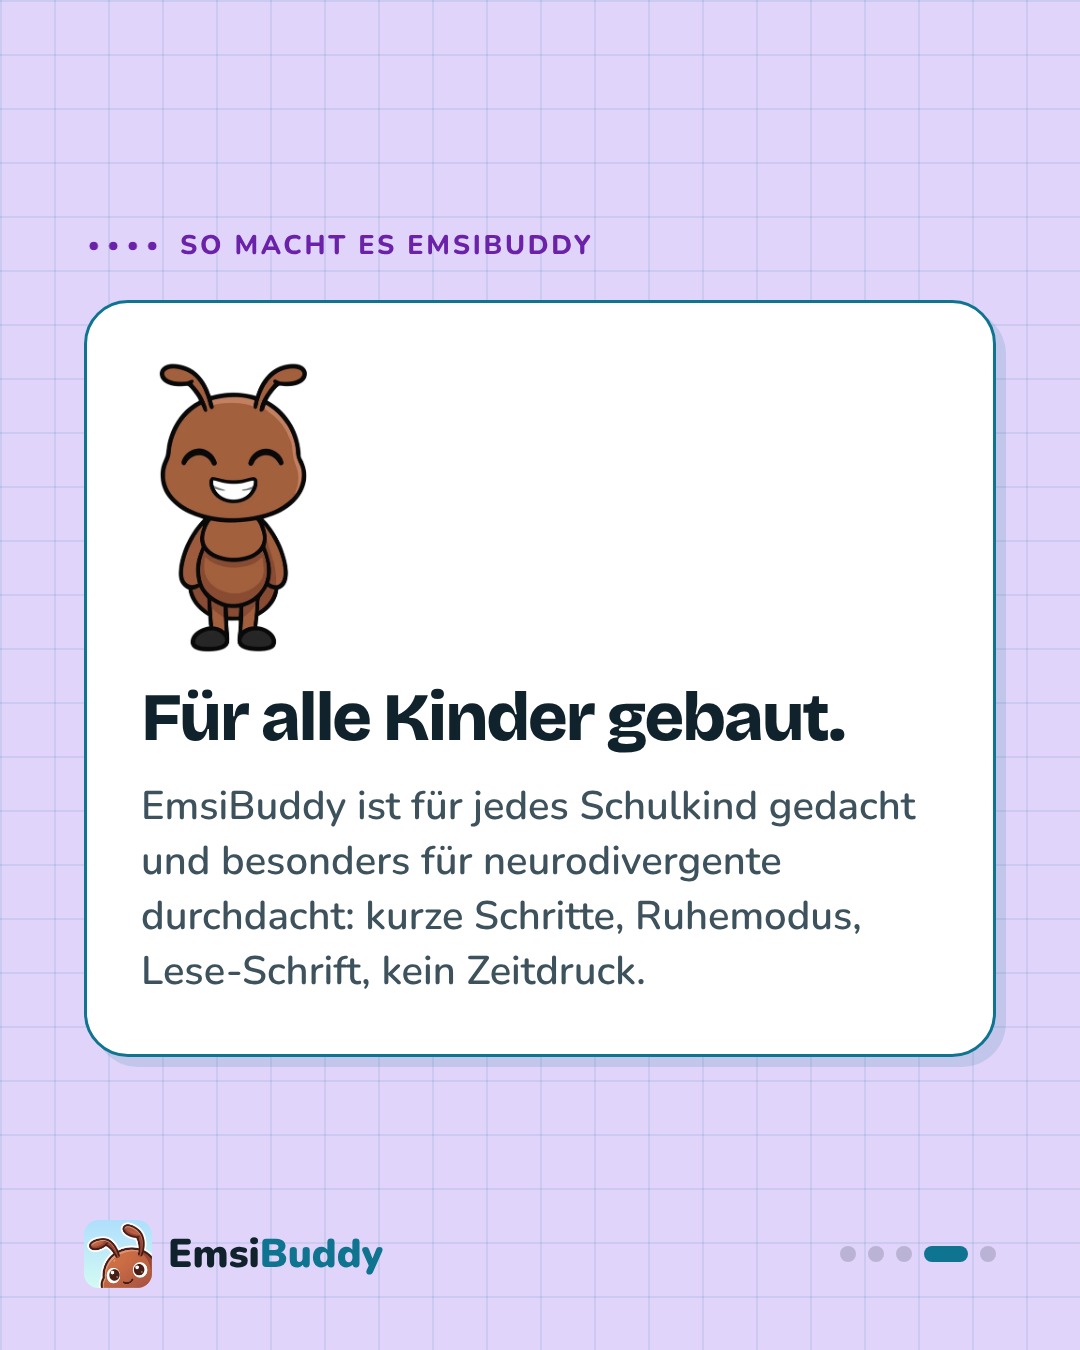 SO MACHT ES EMSIBUDDY
Für alle Kinder gebaut.
EmsiBuddy ist für jedes Schulkind gedacht
und besonders für neurodivergente
durchdacht: kurze Schritte, Ruhemodus,
Lese-Schrift, kein Zeitdruck.
EmsiBuddy